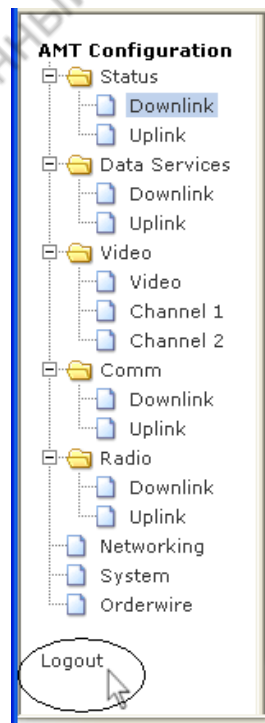 AMT Configuration
Status
Downlink
Uplink
Data Services
Downlink
Uplink
Video
Video
Channel 1
Channel 2
Comm
Downlink
Uplink
Radio
Downlink
Uplink
Networking
System
Orderwire
Logout